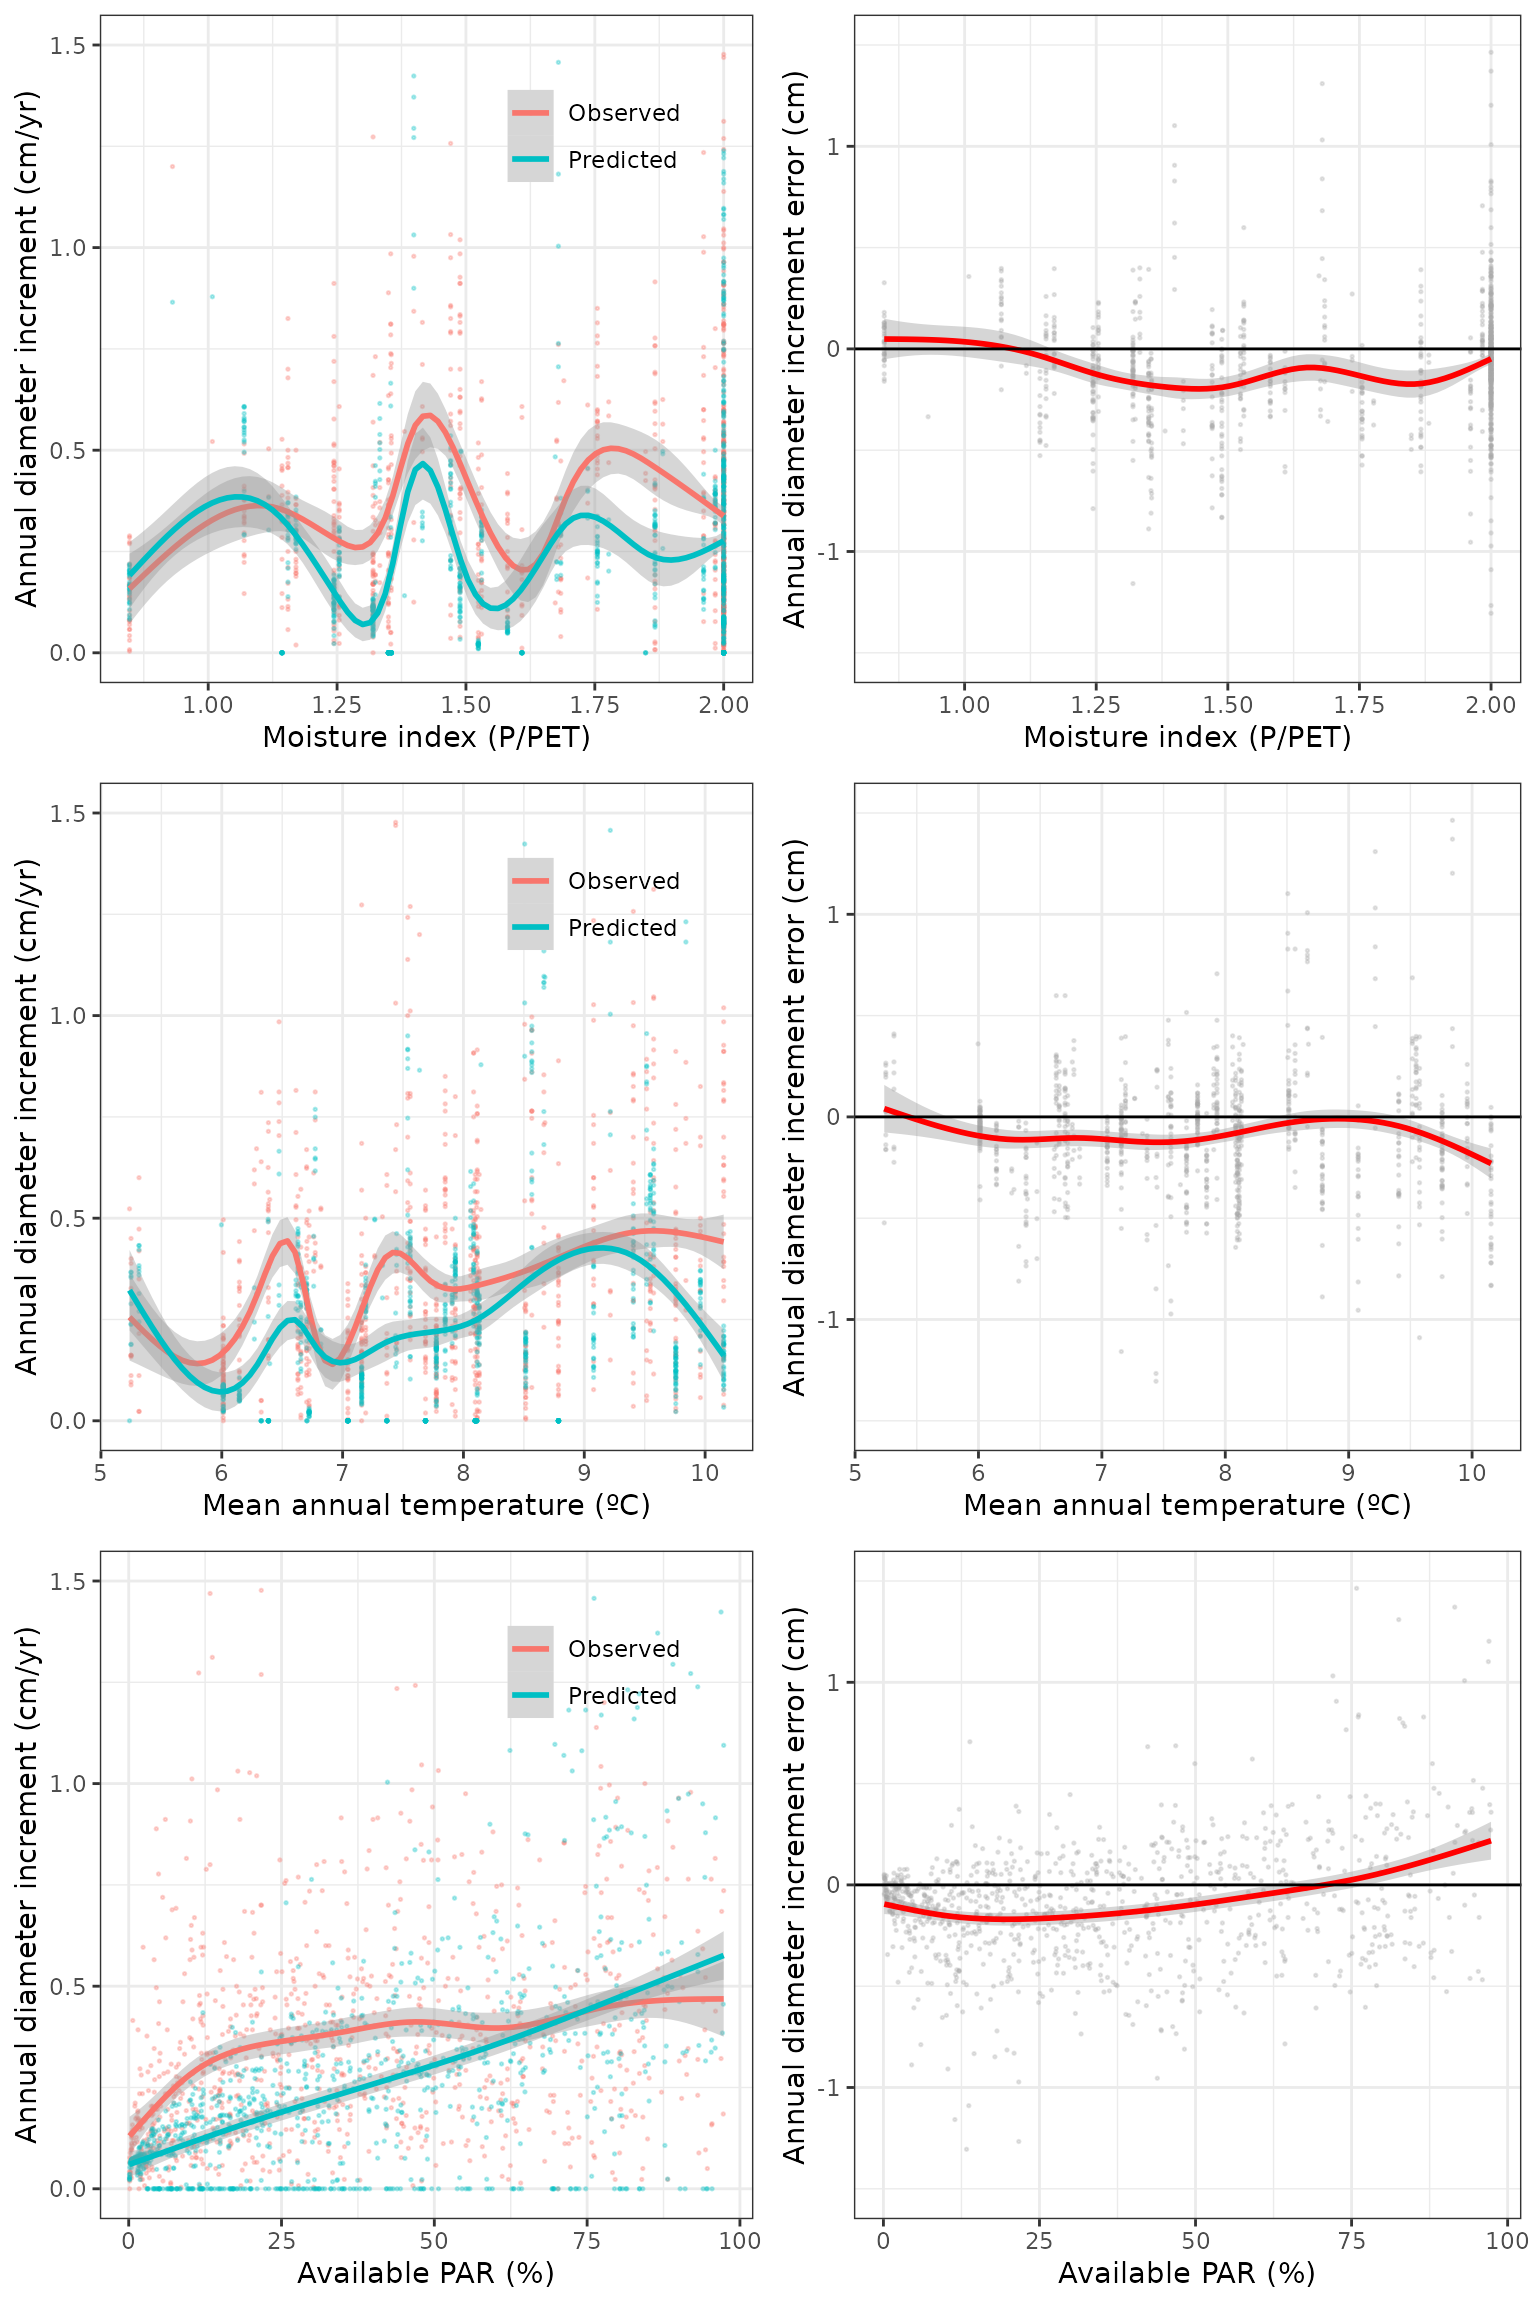 Annual diameter increment (cm/yr)
1.5
1.0
0.5
0.0
Observed
Predicted
1.00 1.25 1.50 1.75 2.00
Moisture index (P/PET)
Annual diameter increment error (cm)
1
0
-1
1.00 1.25 1.50 1.75 2.00
Moisture index (P/PET)
Annual diameter increment (cm/yr)
1.5
1.0
0.5
0.0
Observed
Predicted
5 6 7 8 9 10
Mean annual temperature (ºC)
Annual diameter increment error (cm)
1
0
-1
5 6 7 8 9 10
Mean annual temperature (ºC)
Annual diameter increment (cm/yr)
1.5
1.0
0.5
0.0
Observed
Predicted
0 25 50 75 100
Available PAR (%)
Annual diameter increment error (cm)
1
0
-1
0 25 50 75 100
Available PAR (%)